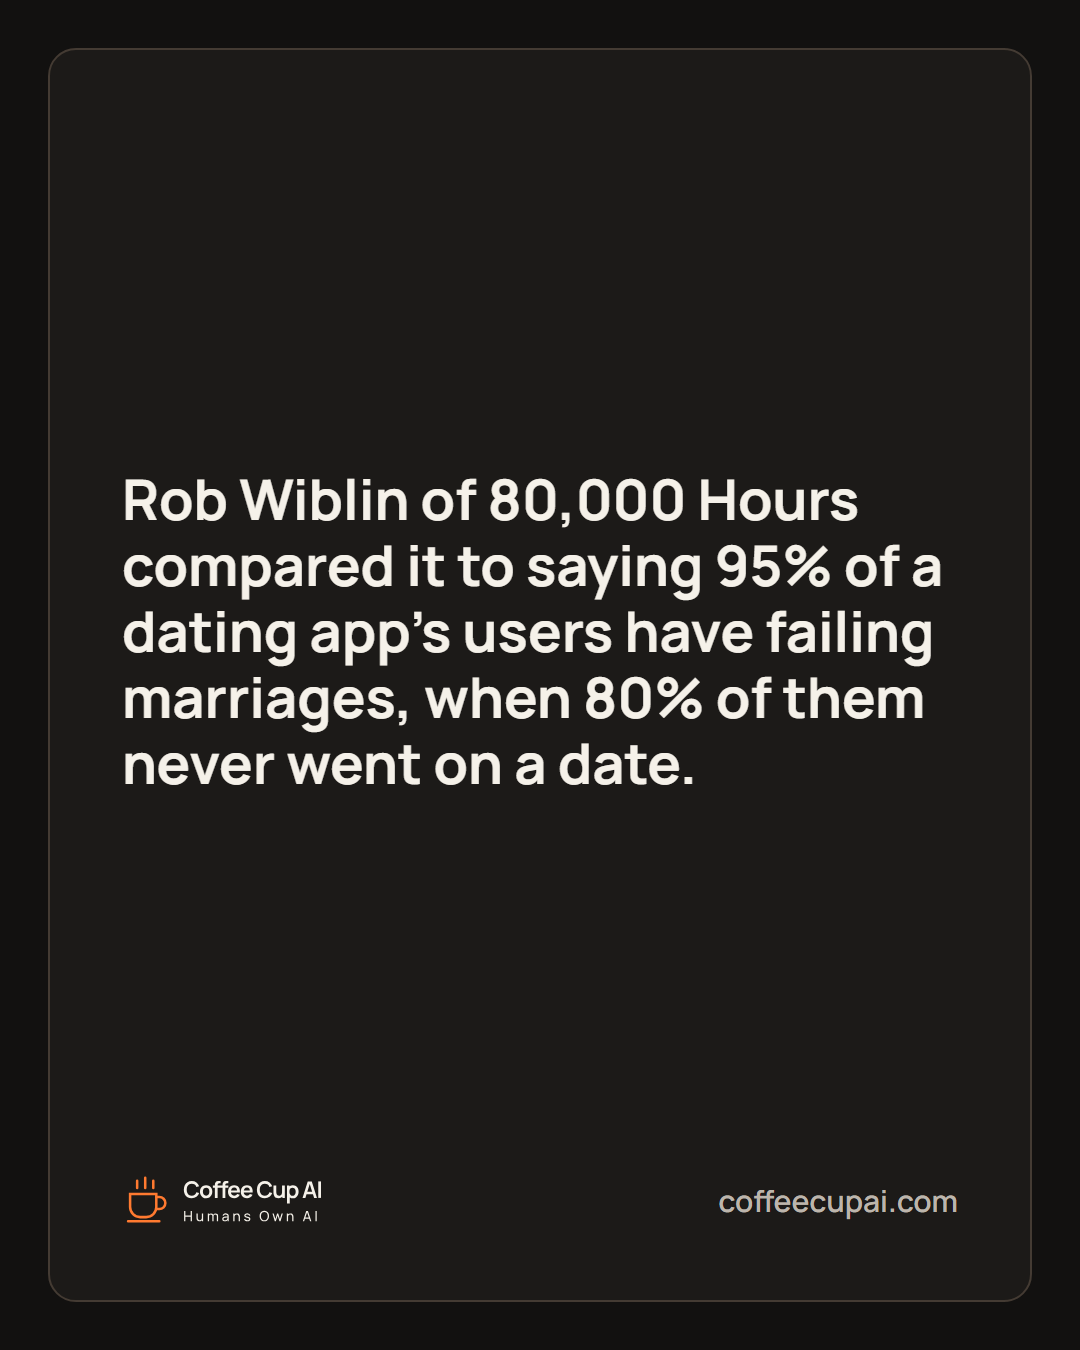 Rob Wiblin of 80,000 Hours
compared it to saying 95% of a
dating app’s users have failing
marriages, when 80% of them
never went on a date.
Coffee Cup AI
Humans Own AI
coffeecupai.com